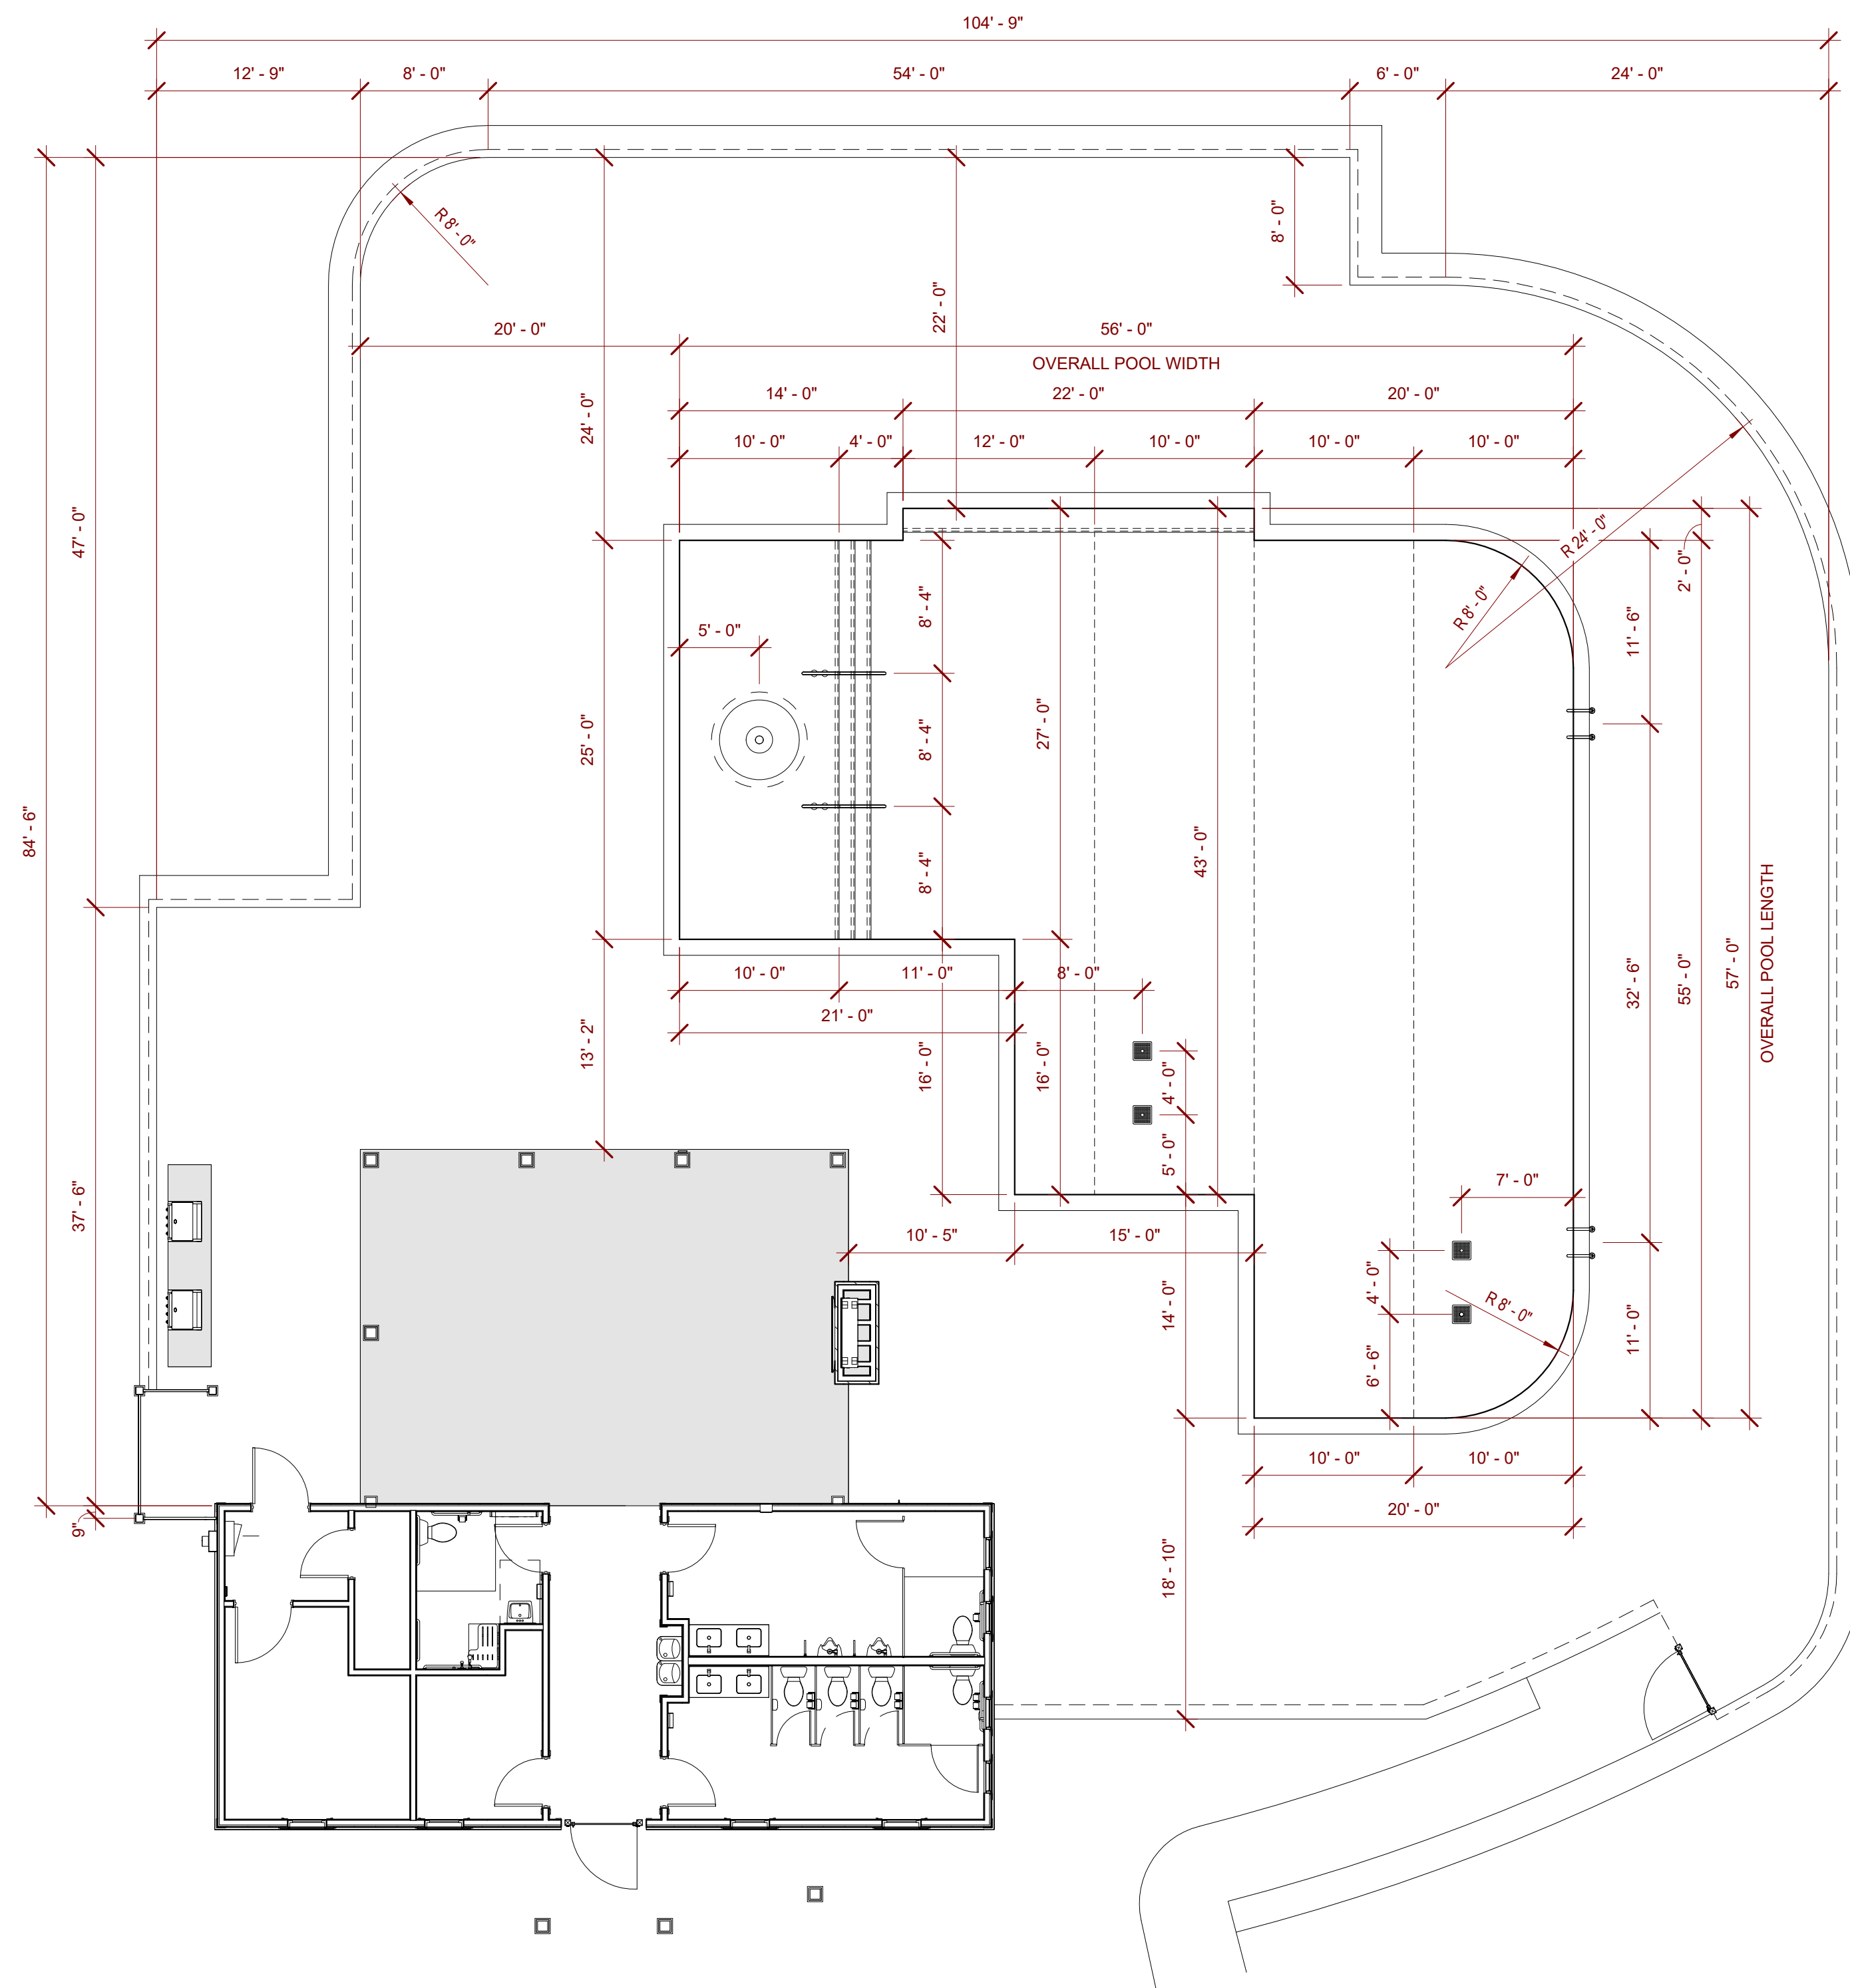 104' - 9"
12' - 9"
8' - 0"
54' - 0"
6' - 0"
24' - 0"
R 8' - 0"
8' - 0"
22' - 0"
20' - 0"
56' - 0"
OVERALL POOL WIDTH
14' - 0"
22' - 0"
20' - 0"
24' - 0"
10' - 0"
4' - 0"
12' - 0"
10' - 0"
10' - 0"
10' - 0"
47' - 0"
R 24' - 0"
2' - 0"
R 8' - 0"
8' - 4"
11' - 6"
5' - 0"
25' - 0"
8' - 4"
27' - 0"
84' - 6"
8' - 4"
43' - 0"
OVERALL POOL LENGTH
57' - 0"
55' - 0"
32' - 6"
10' - 0"
11' - 0"
8' - 0"
21' - 0"
13' - 2"
16' - 0"
16' - 0"
4' - 0"
5' - 0"
7' - 0"
37' - 6"
10' - 5"
15' - 0"
4' - 0"
R 8' - 0"
14' - 0"
11' - 0"
6' - 6"
10' - 0"
10' - 0"
20' - 0"
9"
18' - 10"